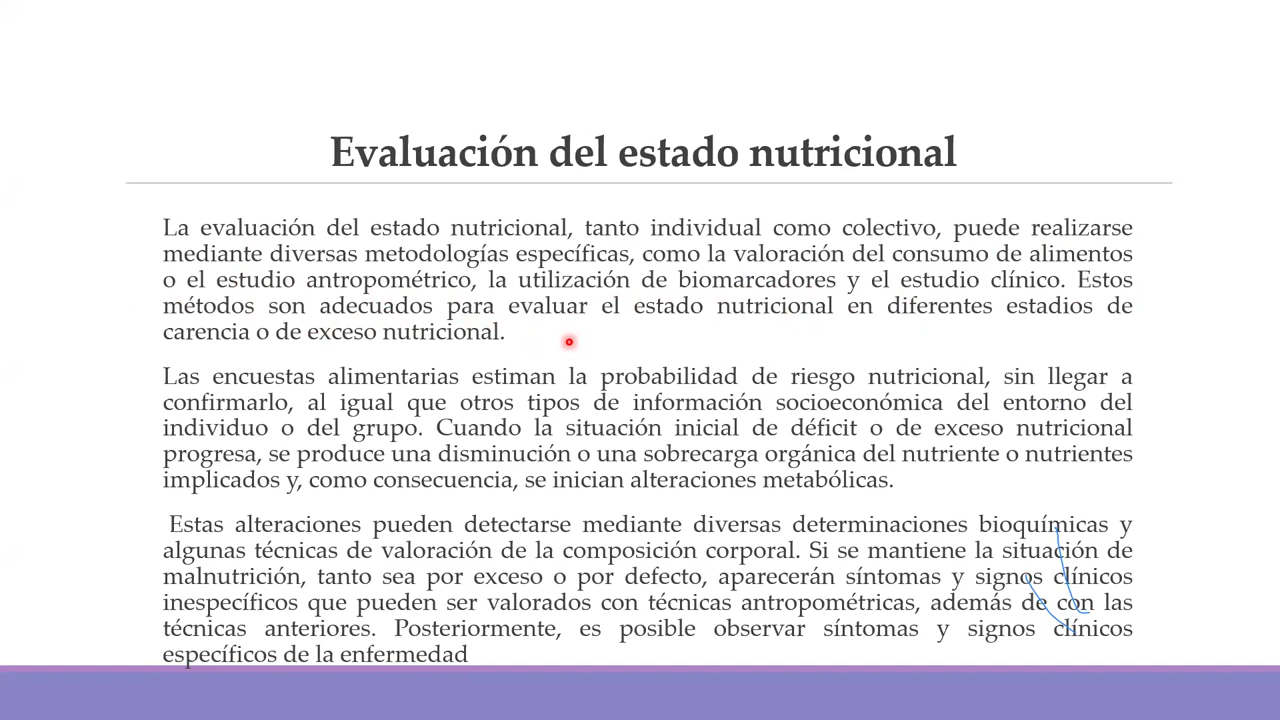 Evaluación del estado nutricional
La evaluación del estado nutricional, tanto individual como colectivo, puede realizarse
mediante diversas metodologías específicas, como la valoración del consumo de alimentos
o el estudio antropométrico, la utilización de biomarcadores y el estudio clínico. Estos
métodos son adecuados para evaluar el estado nutricional en diferentes estadios de
carencia o de exceso nutricional.
Las encuestas alimentarias estiman la probabilidad de riesgo nutricional, sin llegar a
confirmarlo, al igual que otros tipos de información socioeconómica del entorno del
individuo o del grupo. Cuando la situación inicial de déficit o de exceso nutricional
progresa, se produce una disminución o una sobrecarga orgánica del nutriente o nutrientes
implicados y, como consecuencia, se inician alteraciones metabólicas.
Estas alteraciones pueden detectarse mediante diversas determinaciones bioquímicas y
algunas técnicas de valoración de la composición corporal. Si se mantiene la situación de
malnutrición, tanto sea por exceso o por defecto, aparecerán síntomas y signos clínicos
inespecíficos que pueden ser valorados con técnicas antropométricas, además de con las
técnicas anteriores. Posteriormente, es posible observar síntomas y signos clínicos
específicos de la enfermedad